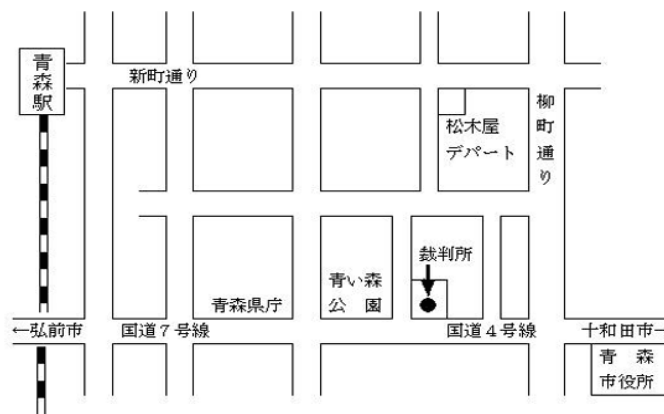 青森駅
新町通り
松木屋
デパート
柳町通り
裁判所
青い森
公園
青森県庁
←弘前市
国道7号線
国道4号線
十和田市→
青森
市役所